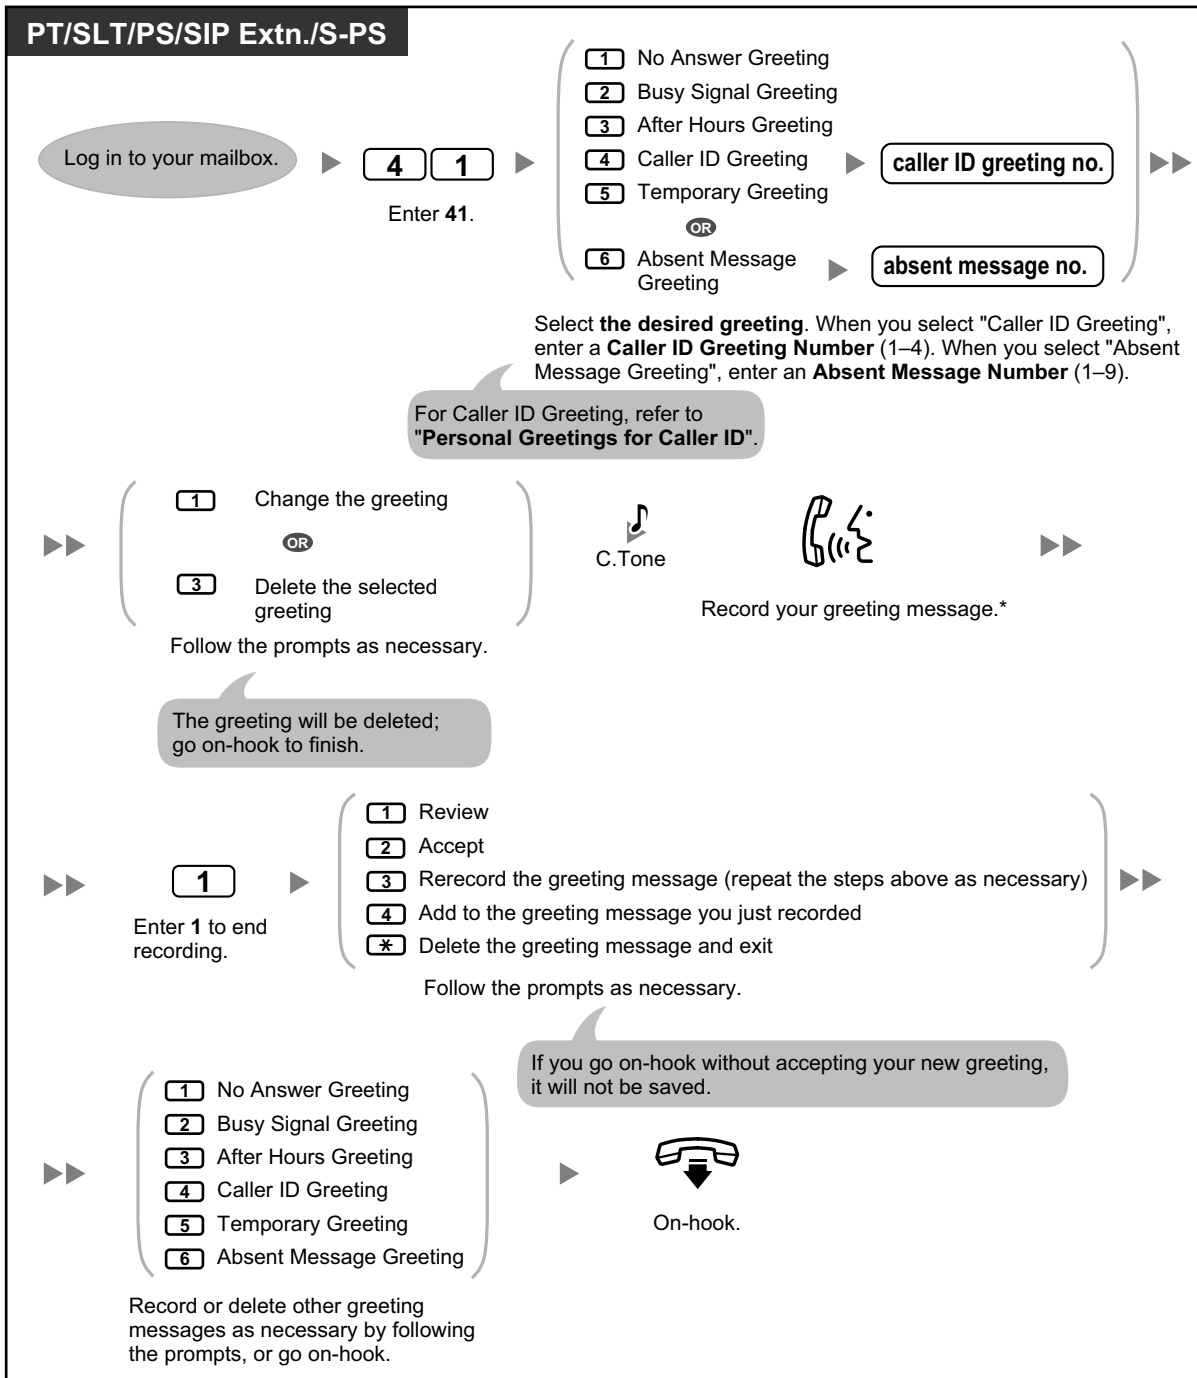 PT/SLT/PS/SIP Extn./S-PS
Log in to your mailbox.
4 1
Enter 41.
1 No Answer Greeting
2 Busy Signal Greeting
3 After Hours Greeting
4 Caller ID Greeting
caller ID greeting no.
5 Temporary Greeting
OR
6 Absent Message
Greeting
absent message no.
Select the desired greeting. When you select "Caller ID Greeting",
enter a Caller ID Greeting Number (1–4). When you select "Absent
Message Greeting", enter an Absent Message Number (1–9).
For Caller ID Greeting, refer to
"Personal Greetings for Caller ID".
1 Change the greeting
OR
3 Delete the selected
greeting
Follow the prompts as necessary.
C.Tone
Record your greeting message.*
The greeting will be deleted;
go on-hook to finish.
1
Enter 1 to end
recording.
1 Review
2 Accept
3 Rerecord the greeting message (repeat the steps above as necessary)
4 Add to the greeting message you just recorded
* Delete the greeting message and exit
Follow the prompts as necessary.
If you go on-hook without accepting your new greeting,
it will not be saved.
1 No Answer Greeting
2 Busy Signal Greeting
3 After Hours Greeting
4 Caller ID Greeting
5 Temporary Greeting
6 Absent Message Greeting
Record or delete other greeting
messages as necessary by following
the prompts, or go on-hook.
On-hook.